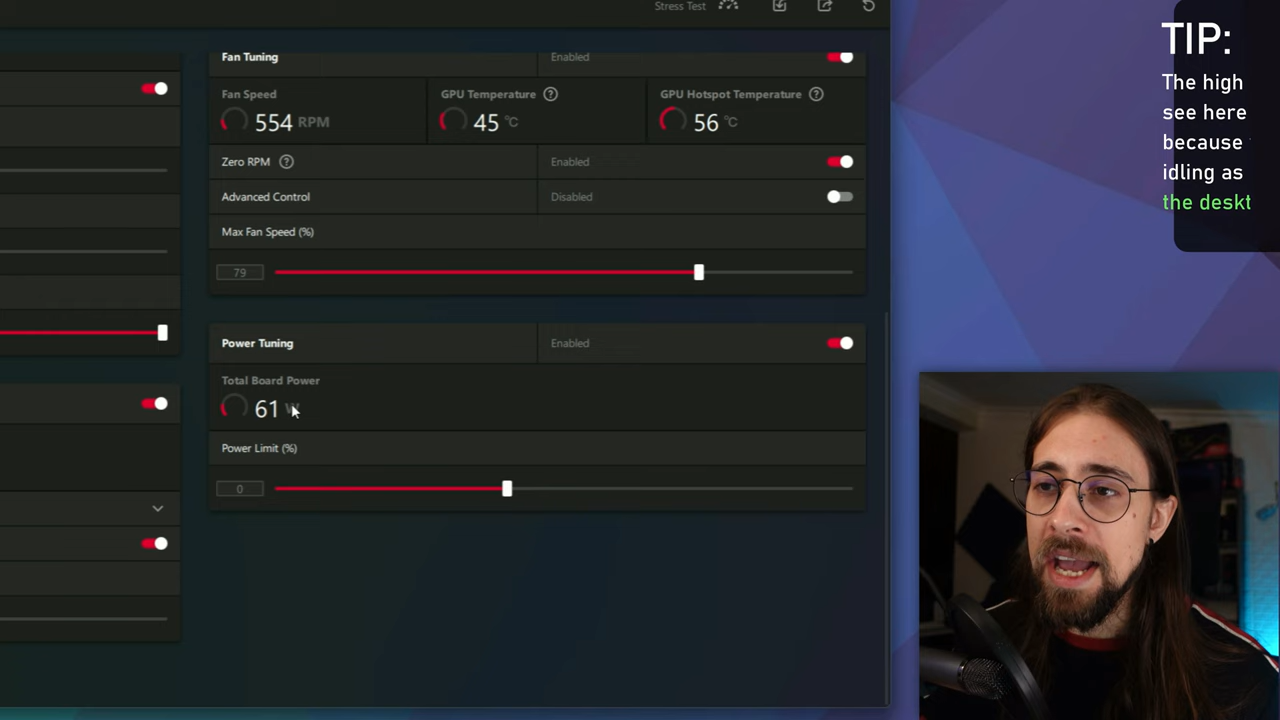 Stress Test
Fan Tuning
Enabled
Fan Speed
554 RPM
GPU Temperature ?
45 °C
GPU Hotspot Temperature ?
56 °C
Zero RPM ?
Enabled
Advanced Control
Disabled
Max Fan Speed (%)
79
Power Tuning
Enabled
Total Board Power
61 W
Power Limit (%)
0
TIP:
The high
see here
because
idling as
the deskt